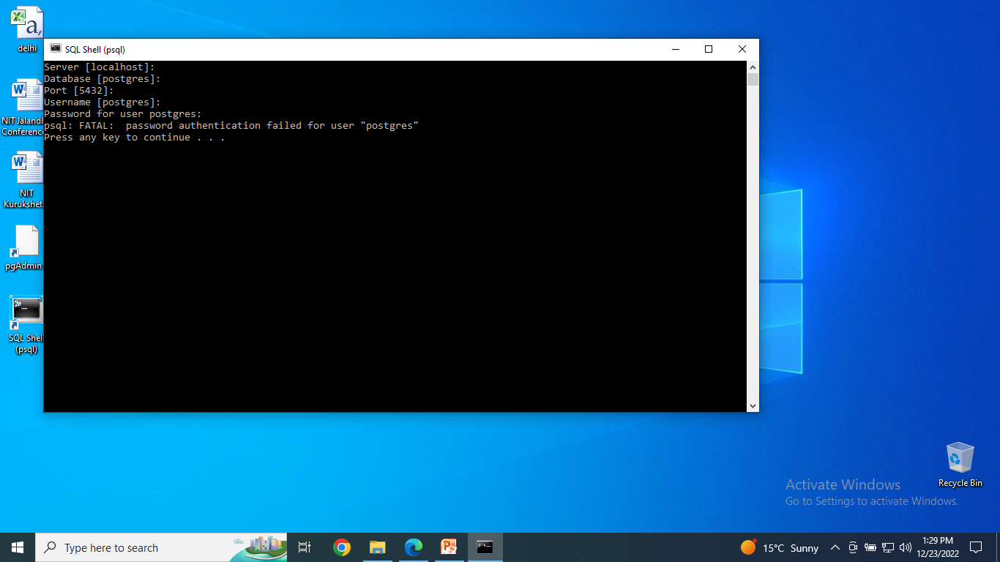 delhi
NIT Jalandh
Conference
NIT
Kurukshet
pgAdmin
SQL Shell
(psql)
SQL Shell (psql)
Server [localhost]:
Database [postgres]:
Port [5432]:
Username [postgres]:
Password for user postgres:
psql: FATAL:  password authentication failed for user "postgres"
Press any key to continue . . .
Recycle Bin
Activate Windows
Go to Settings to activate Windows.
Type here to search
15°C Sunny
1:29 PM
12/23/2022